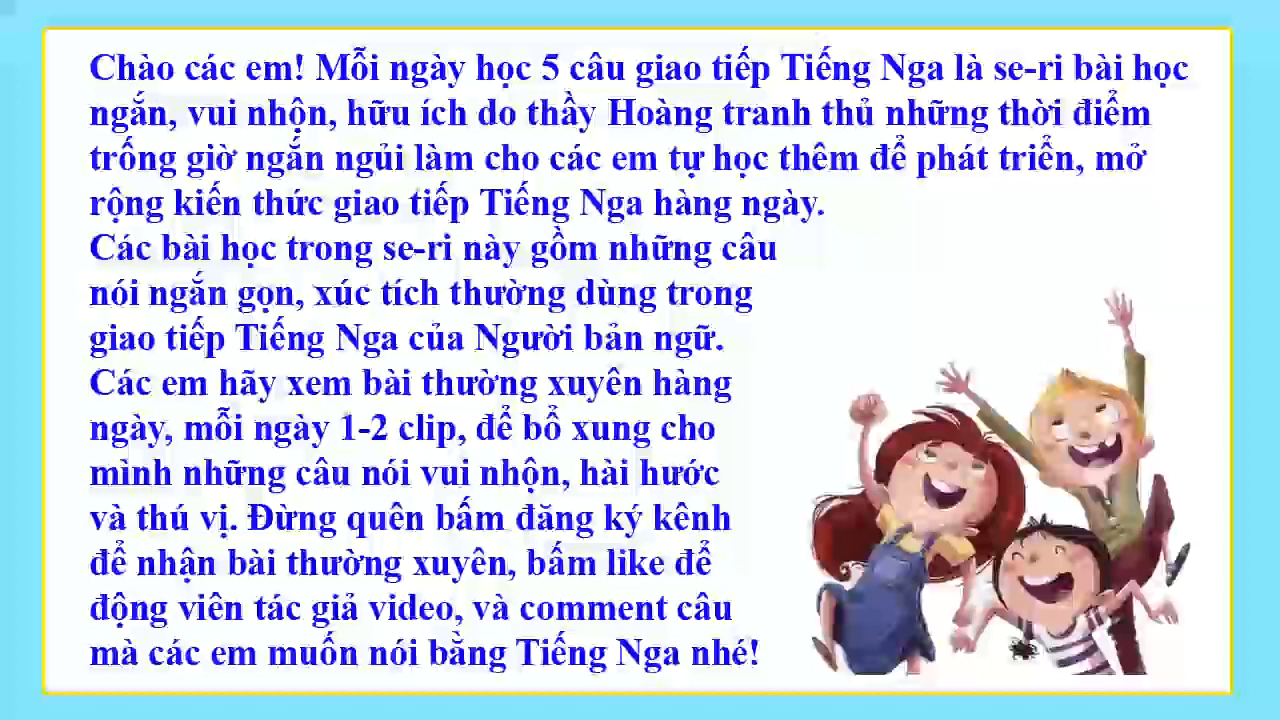 Chào các em! Mỗi ngày học 5 câu giao tiếp Tiếng Nga là se-ri bài học
ngắn, vui nhộn, hữu ích do thầy Hoàng tranh thủ những thời điểm
trống giờ ngắn ngủi làm cho các em tự học thêm để phát triển, mở
rộng kiến thức giao tiếp Tiếng Nga hàng ngày.
Các bài học trong se-ri này gồm những câu
nói ngắn gọn, xúc tích thường dùng trong
giao tiếp Tiếng Nga của Người bản ngữ.
Các em hãy xem bài thường xuyên hàng
ngày, mỗi ngày 1-2 clip, để bổ xung cho
mình những câu nói vui nhộn, hài hước
và thú vị. Đừng quên bấm đăng ký kênh
để nhận bài thường xuyên, bấm like để
động viên tác giả video, và comment câu
mà các em muốn nói bằng Tiếng Nga nhé!